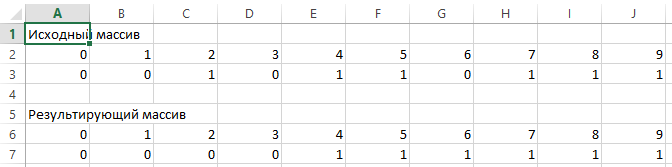 A B C D E F G H I J
1 Исходный массив
2 0 1 2 3 4 5 6 7 8 9
3 0 0 1 0 1 1 0 1 1 1
4
5 Результирующий массив
6 0 1 2 3 4 5 6 7 8 9
7 0 0 0 0 1 1 1 1 1 1